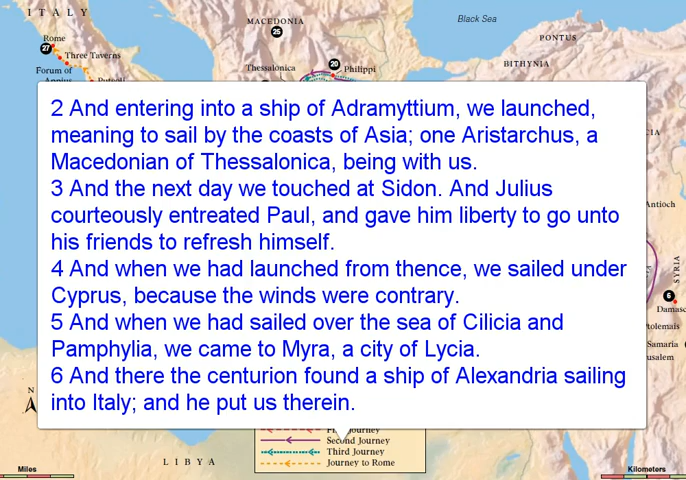 ITALY
MACEDONIA
25
Black Sea
Rome
27
Three Taverns
PONTUS
Thessalonica
20
Philippi
BITHYNIA
Forum of
Appius
2 And entering into a ship of Adramyttium, we launched,
meaning to sail by the coasts of Asia; one Aristarchus, a
Macedonian of Thessalonica, being with us.
3 And the next day we touched at Sidon. And Julius
courteously entreated Paul, and gave him liberty to go unto
his friends to refresh himself.
4 And when we had launched from thence, we sailed under
Cyprus, because the winds were contrary.
5 And when we had sailed over the sea of Cilicia and
Pamphylia, we came to Myra, a city of Lycia.
6 And there the centurion found a ship of Alexandria sailing
into Italy; and he put us therein.
Antioch
SYRIA
6
N
Journey
Second Journey
Third Journey
Journey to Rome
LIBYA
Miles
Kilometers